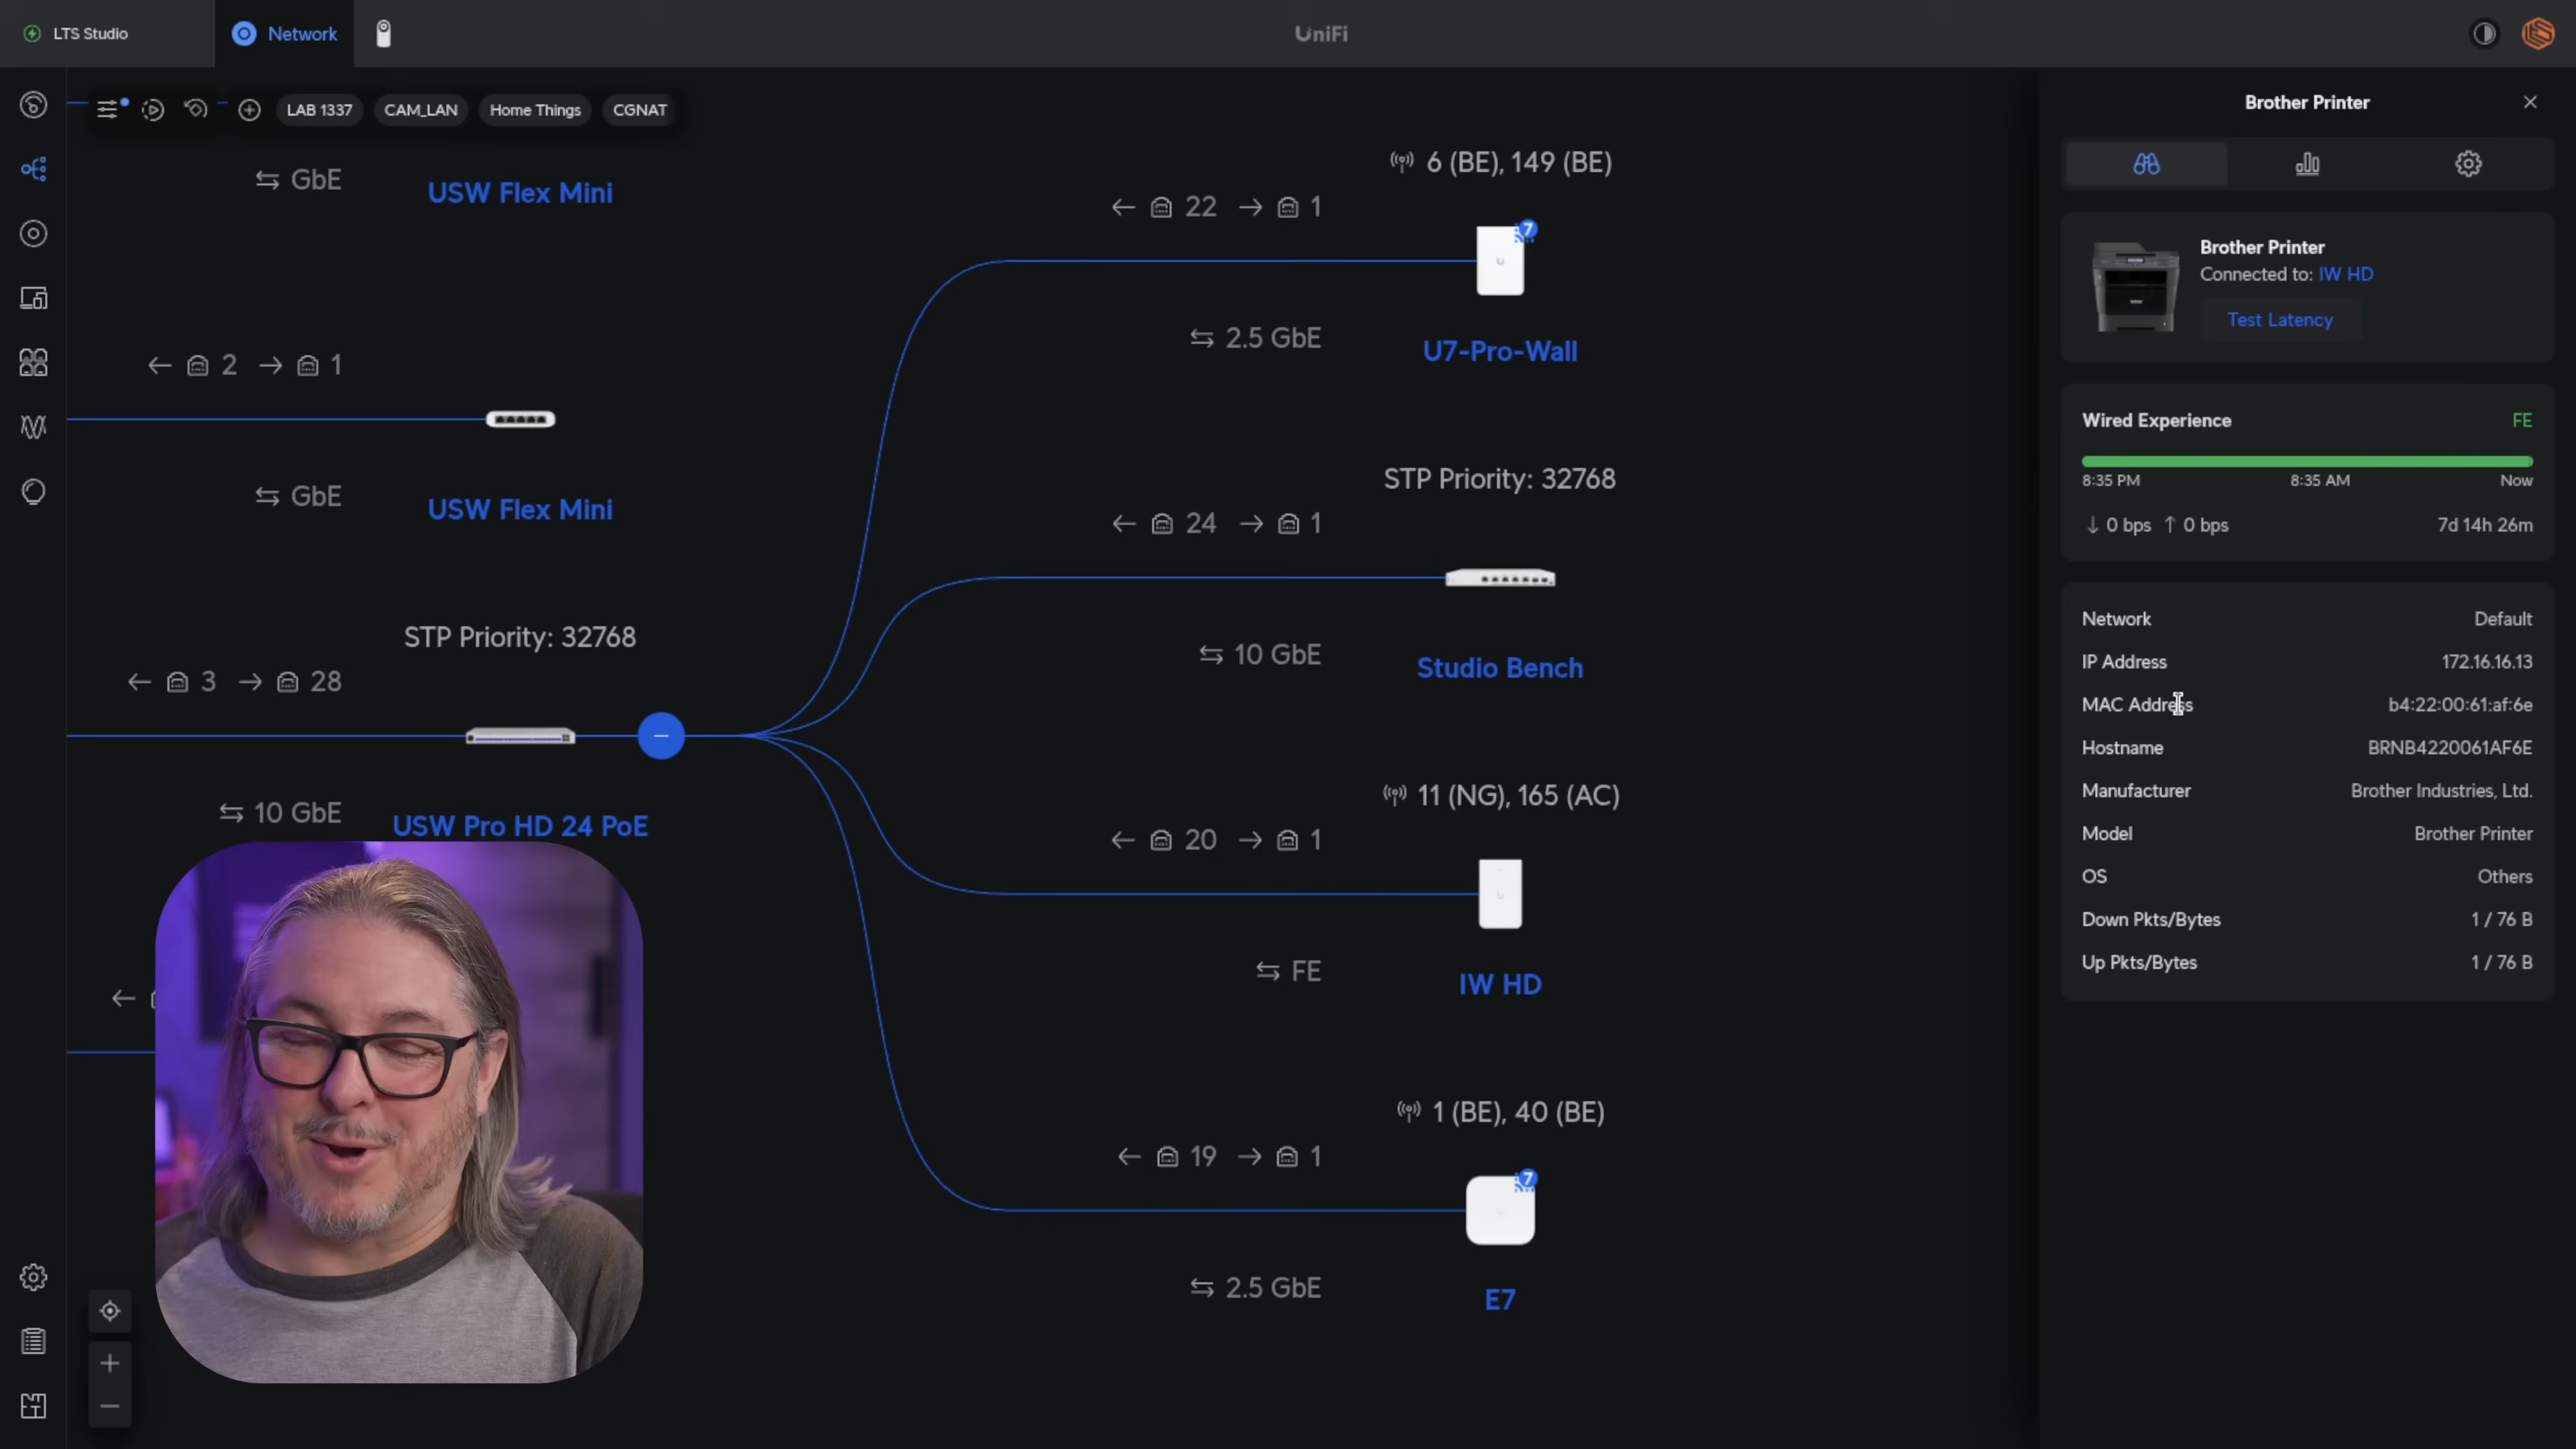 LTS Studio
Network
UniFi
LAB 1337
CAM_LAN
Home Things
CGNAT
GbE
USW Flex Mini
2 1
GbE
USW Flex Mini
STP Priority: 32768
3 28
10 GbE
USW Pro HD 24 PoE
6 (BE), 149 (BE)
22 1
7
2.5 GbE
U7-Pro-Wall
STP Priority: 32768
24 1
10 GbE
Studio Bench
11 (NG), 165 (AC)
20 1
FE
IW HD
1 (BE), 40 (BE)
19 1
7
2.5 GbE
E7
Brother Printer
Brother Printer
Connected to: IW HD
Test Latency
Wired Experience FE
8:35 PM 8:35 AM Now
0 bps 0 bps 7d 14h 26m
Network Default
IP Address 172.16.16.13
MAC Address b4:22:00:61:af:6e
Hostname BRNB4220061AF6E
Manufacturer Brother Industries, Ltd.
Model Brother Printer
OS Others
Down Pkts/Bytes 1 / 76 B
Up Pkts/Bytes 1 / 76 B